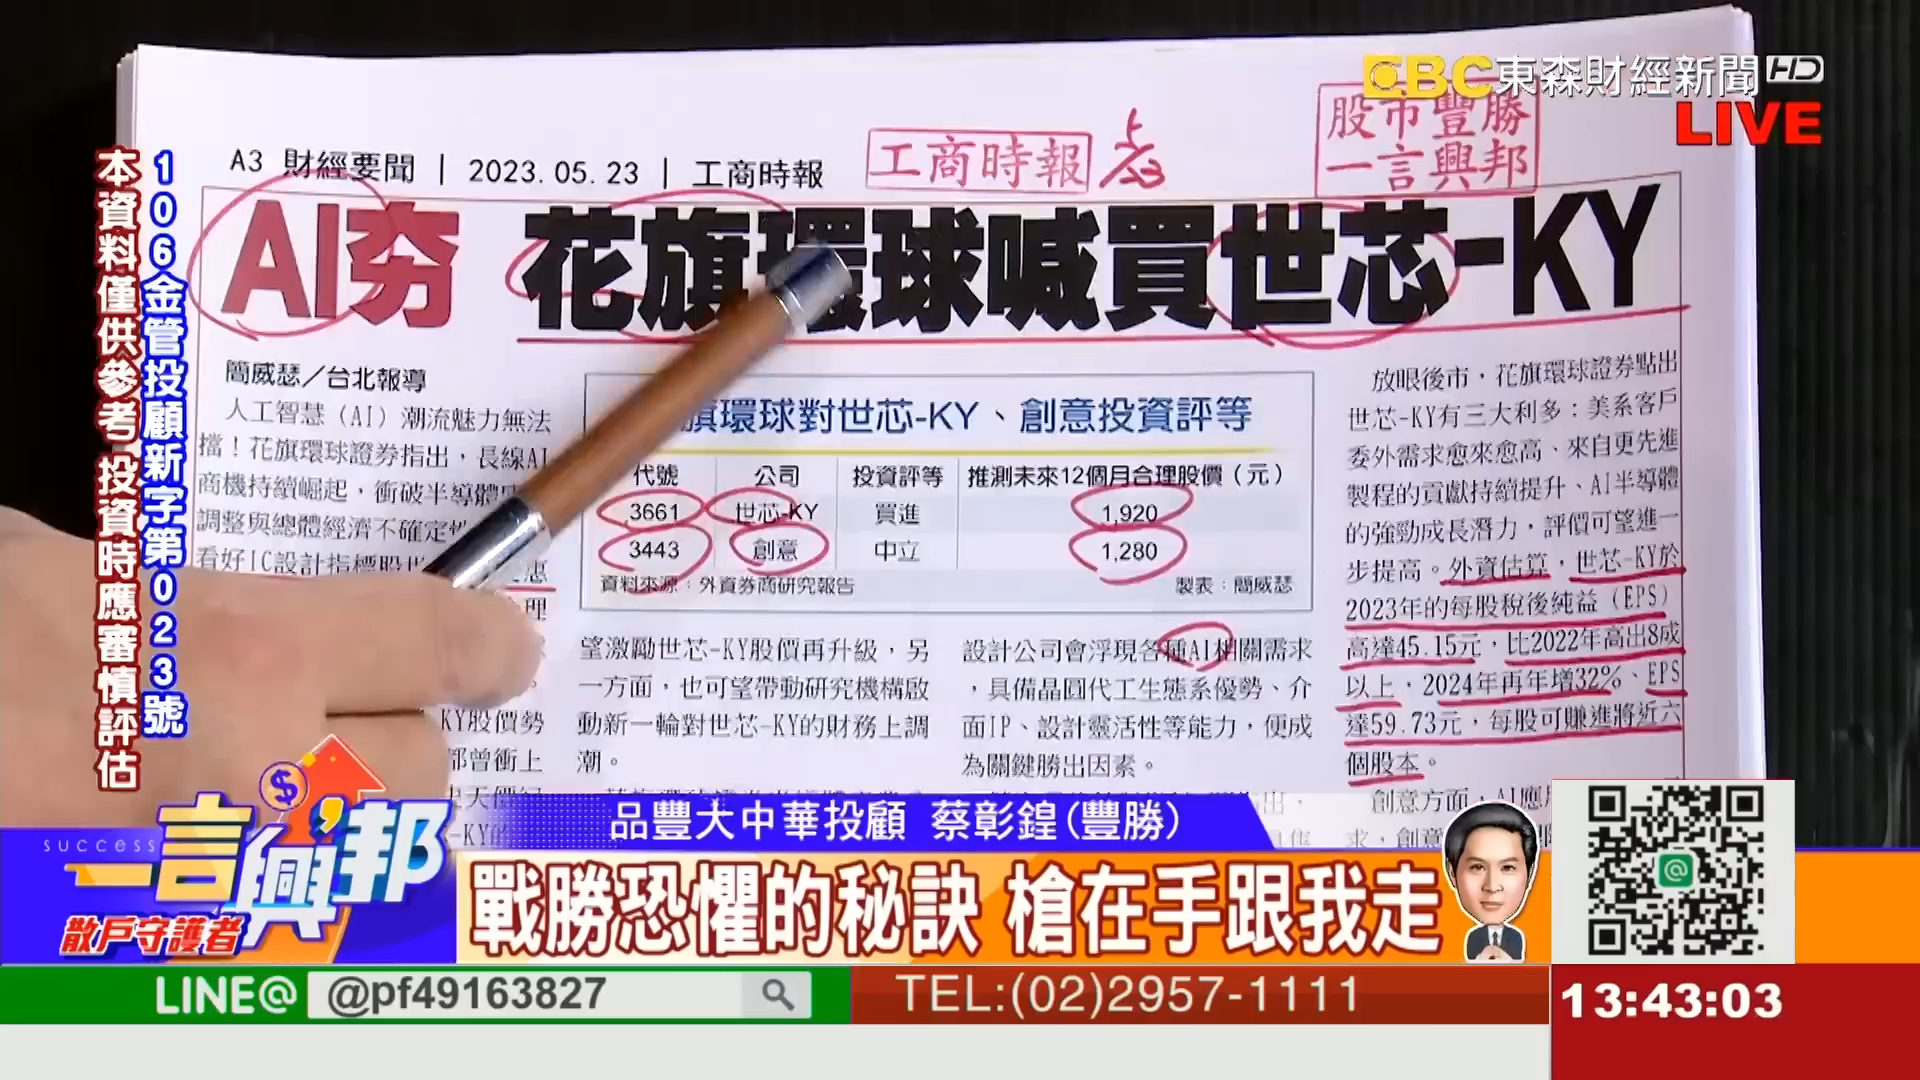 EBC東森財經新聞HD
LIVE
股市豐勝
一言興邦
工商時報
A3 財經要聞 | 2023.05.23 | 工商時報
AI夯 花旗環球喊買世芯-KY
106金管投顧新字第023號
本資料僅供參考 投資時應審慎評估
簡威瑟／台北報導
人工智慧（AI）潮流魅力無法
擋！花旗環球證券指出，長線AI
商機持續崛起，衝破半導體
調整與總體經濟不確定性
看好IC設計指標股
KY股價勢
都曾衝上
旗環球對世芯-KY、創意投資評等
代號 公司 投資評等 推測未來12個月合理股價（元）
3661 世芯-KY 買進 1,920
3443 創意 中立 1,280
資料來源：外資券商研究報告 製表：簡威瑟
望激勵世芯-KY股價再升級，另
一方面，也可望帶動研究機構啟
動新一輪對世芯-KY的財務上調
潮。
設計公司會浮現各種AI相關需求
，具備晶圓代工生態系優勢、介
面IP、設計靈活性等能力，便成
為關鍵勝出因素。
放眼後市，花旗環球證券點出
世芯-KY有三大利多：美系客戶
委外需求愈來愈高、來自更先進
製程的貢獻持續提升、AI半導體
的強勁成長潛力，評價可望進一
步提高。外資估算，世芯-KY於
2023年的每股稅後純益（EPS）
高達45.15元，比2022年高出8成
以上，2024年再年增32%、EPS
達59.73元，每股可賺進將近六
個股本。
創意方面，AI應
求，創意
success
一言興邦
散戶守護者
品豐大中華投顧 蔡彰鍠(豐勝)
戰勝恐懼的秘訣 槍在手跟我走
LINE@ @pf49163827
TEL:(02)2957-1111
13:43:03